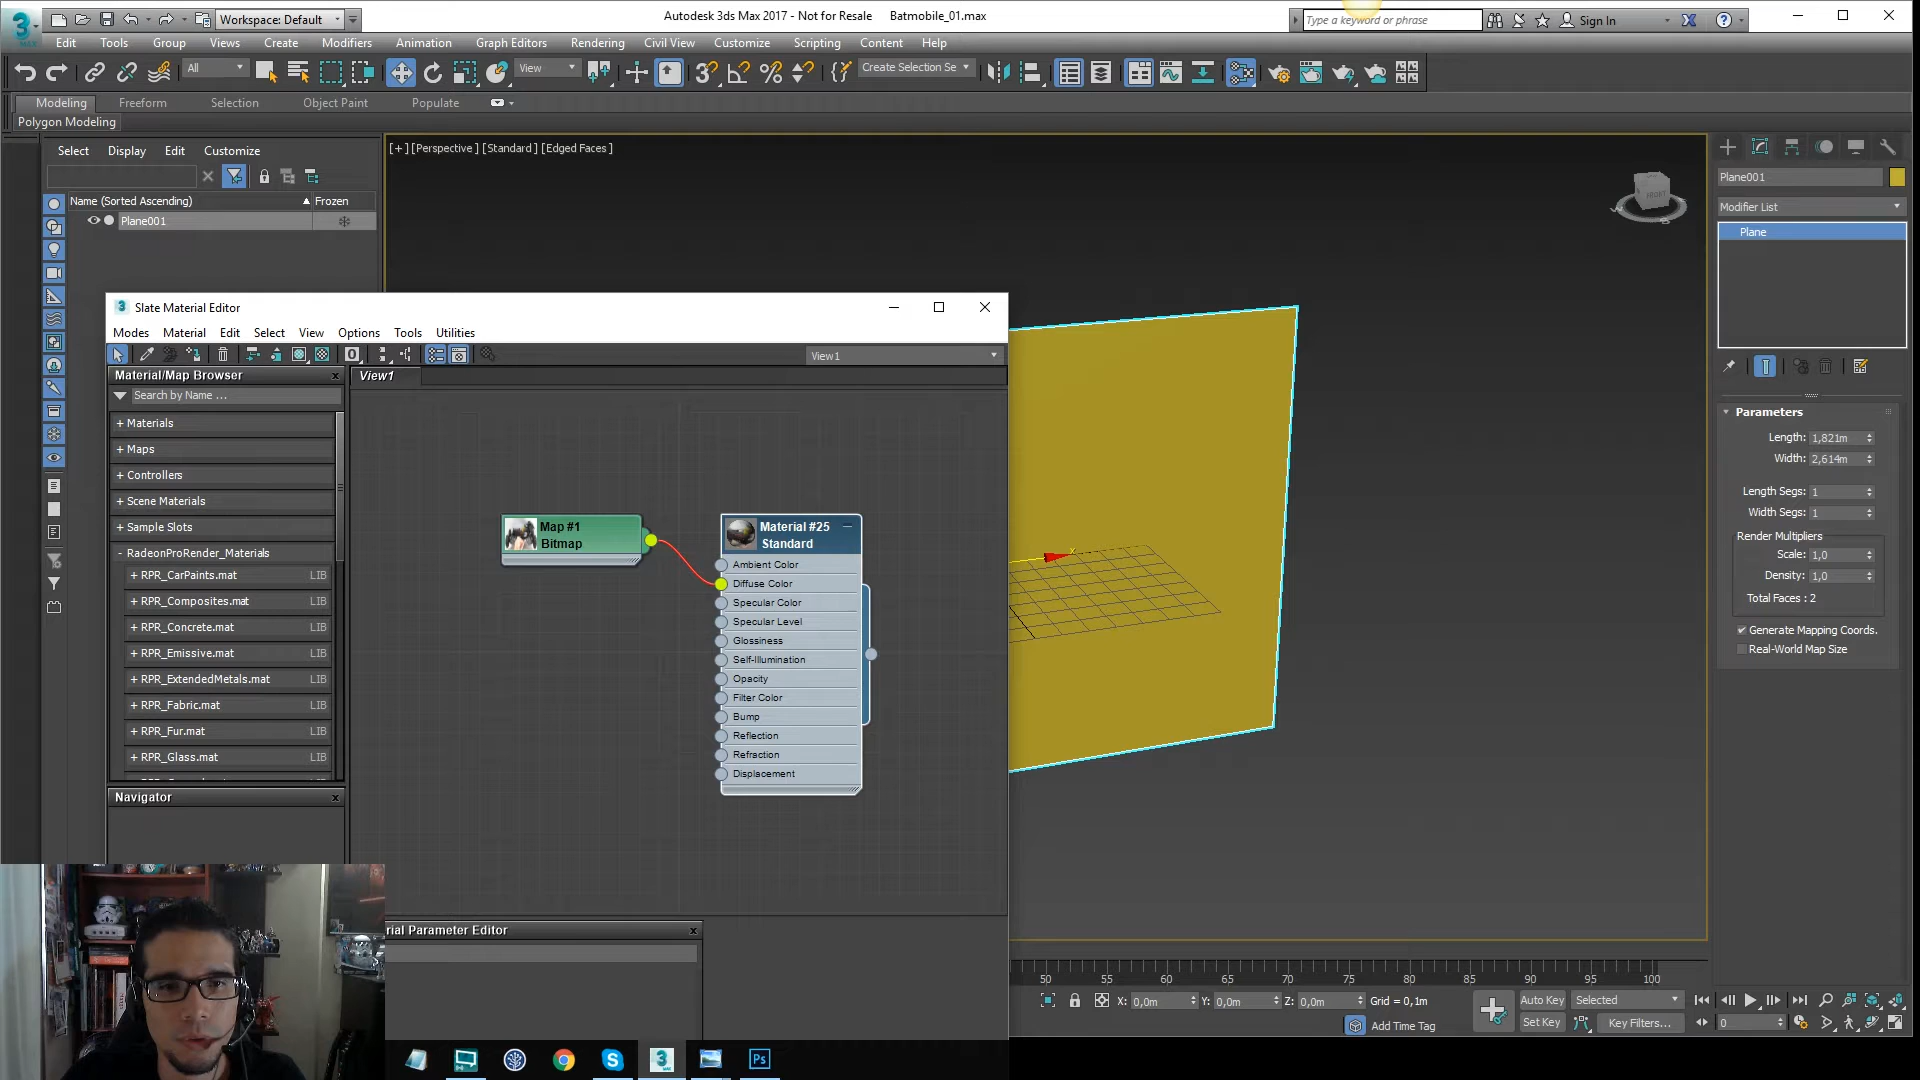 Workspace: Default
Autodesk 3ds Max 2017 - Not for Resale    Batmobile_01.max
Type a keyword or phrase
Sign In
MAX
Edit Tools Group Views Create Modifiers Animation Graph Editors Rendering Civil View Customize Scripting Content Help
All
View
Create Selection Se
Modeling Freeform Selection Object Paint Populate
Polygon Modeling
Select Display Edit Customize
[+] [Perspective] [Standard] [Edged Faces]
Name (Sorted Ascending) Frozen
Plane001
Plane001
Modifier List
Plane
Slate Material Editor
Modes Material Edit Select View Options Tools Utilities
View1
Material/Map Browser
View1
Search by Name ...
+ Materials
+ Maps
+ Controllers
+ Scene Materials
+ Sample Slots
- RadeonProRender_Materials
+ RPR_CarPaints.mat LIB
+ RPR_Composites.mat LIB
+ RPR_Concrete.mat LIB
+ RPR_Emissive.mat LIB
+ RPR_ExtendedMetals.mat LIB
+ RPR_Fabric.mat LIB
+ RPR_Fur.mat LIB
+ RPR_Glass.mat LIB
Navigator
Map #1
Bitmap
Material #25
Standard
Ambient Color
Diffuse Color
Specular Color
Specular Level
Glossiness
Self-Illumination
Opacity
Filter Color
Bump
Reflection
Refraction
Displacement
rial Parameter Editor
x
Parameters
Length: 1,821m
Width: 2,614m
Length Segs: 1
Width Segs: 1
Render Multipliers
Scale: 1,0
Density: 1,0
Total Faces : 2
Generate Mapping Coords.
Real-World Map Size
50 55 60 65 70 75 80 85 90 95 100
X: 0,0m Y: 0,0m Z: 0,0m Grid = 0,1m
Add Time Tag
Auto Key Selected
Set Key Key Filters...
0
Ps